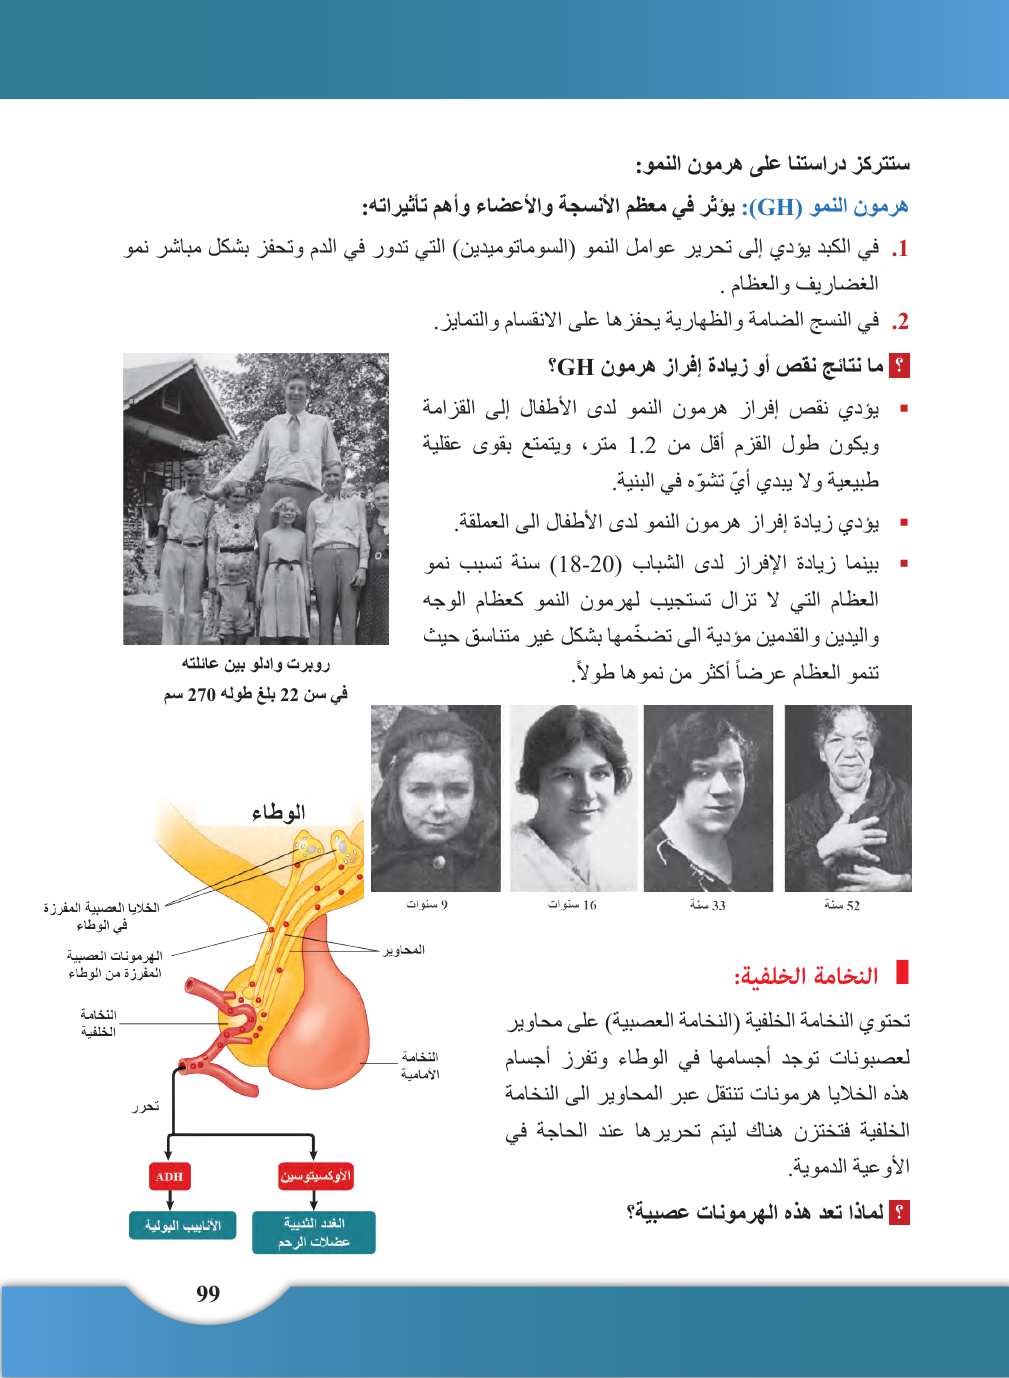 ستتركز دراستنا على هرمون النمو:
هرمون النمو (GH): يؤثر في معظم الأنسجة والأعضاء وأهم تأثيراته:
1. في الكبد يؤدي إلى تحرير عوامل النمو (السوماتوميدين) التي تدور في الدم وتحفز بشكل مباشر نمو
الغضاريف والعظام .
2. في النسج الضامة والظهارية يحفزها على الانقسام والتمايز.
؟ ما نتائج نقص أو زيادة إفراز هرمون GH؟
▪ يؤدي نقص إفراز هرمون النمو لدى الأطفال إلى القزامة
ويكون طول القزم أقل من 1.2 متر، ويتمتع بقوى عقلية
طبيعية ولا يبدي أيّ تشوّه في البنية.
▪ يؤدي زيادة إفراز هرمون النمو لدى الأطفال الى العملقة.
▪ بينما زيادة الإفراز لدى الشباب (20-18) سنة تسبب نمو
العظام التي لا تزال تستجيب لهرمون النمو كعظام الوجه
واليدين والقدمين مؤدية الى تضخّمها بشكل غير متناسق حيث
تنمو العظام عرضاً أكثر من نموها طولاً.
روبرت وادلو بين عائلته
في سن 22 بلغ طوله 270 سم
52 سنة
33 سنة
16 سنوات
9 سنوات
النخامة الخلفية:
تحتوي النخامة الخلفية (النخامة العصبية) على محاوير
لعصبونات توجد أجسامها في الوطاء وتفرز أجسام
هذه الخلايا هرمونات تنتقل عبر المحاوير الى النخامة
الخلفية فتختزن هناك ليتم تحريرها عند الحاجة في
الأوعية الدموية.
؟ لماذا تعد هذه الهرمونات عصبية؟
الوطاء
الخلايا العصبية المفرزة
في الوطاء
المحاوير
الهرمونات العصبية
المفرزة من الوطاء
النخامة
الخلفية
النخامة
الأمامية
تحرر
الأوكسيتوسين
ADH
الغدد الثديية
عضلات الرحم
الأنابيب البولية
99